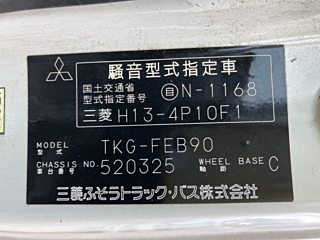 騒音型式指定車
国土交通省
型式指定番号 自N-1168
三菱 H13-4P10F1
MODEL
型式 TKG-FEB90
CHASSIS NO.
車台番号 520325 WHEEL BASE
軸距 C
三菱ふそうトラック・バス株式会社